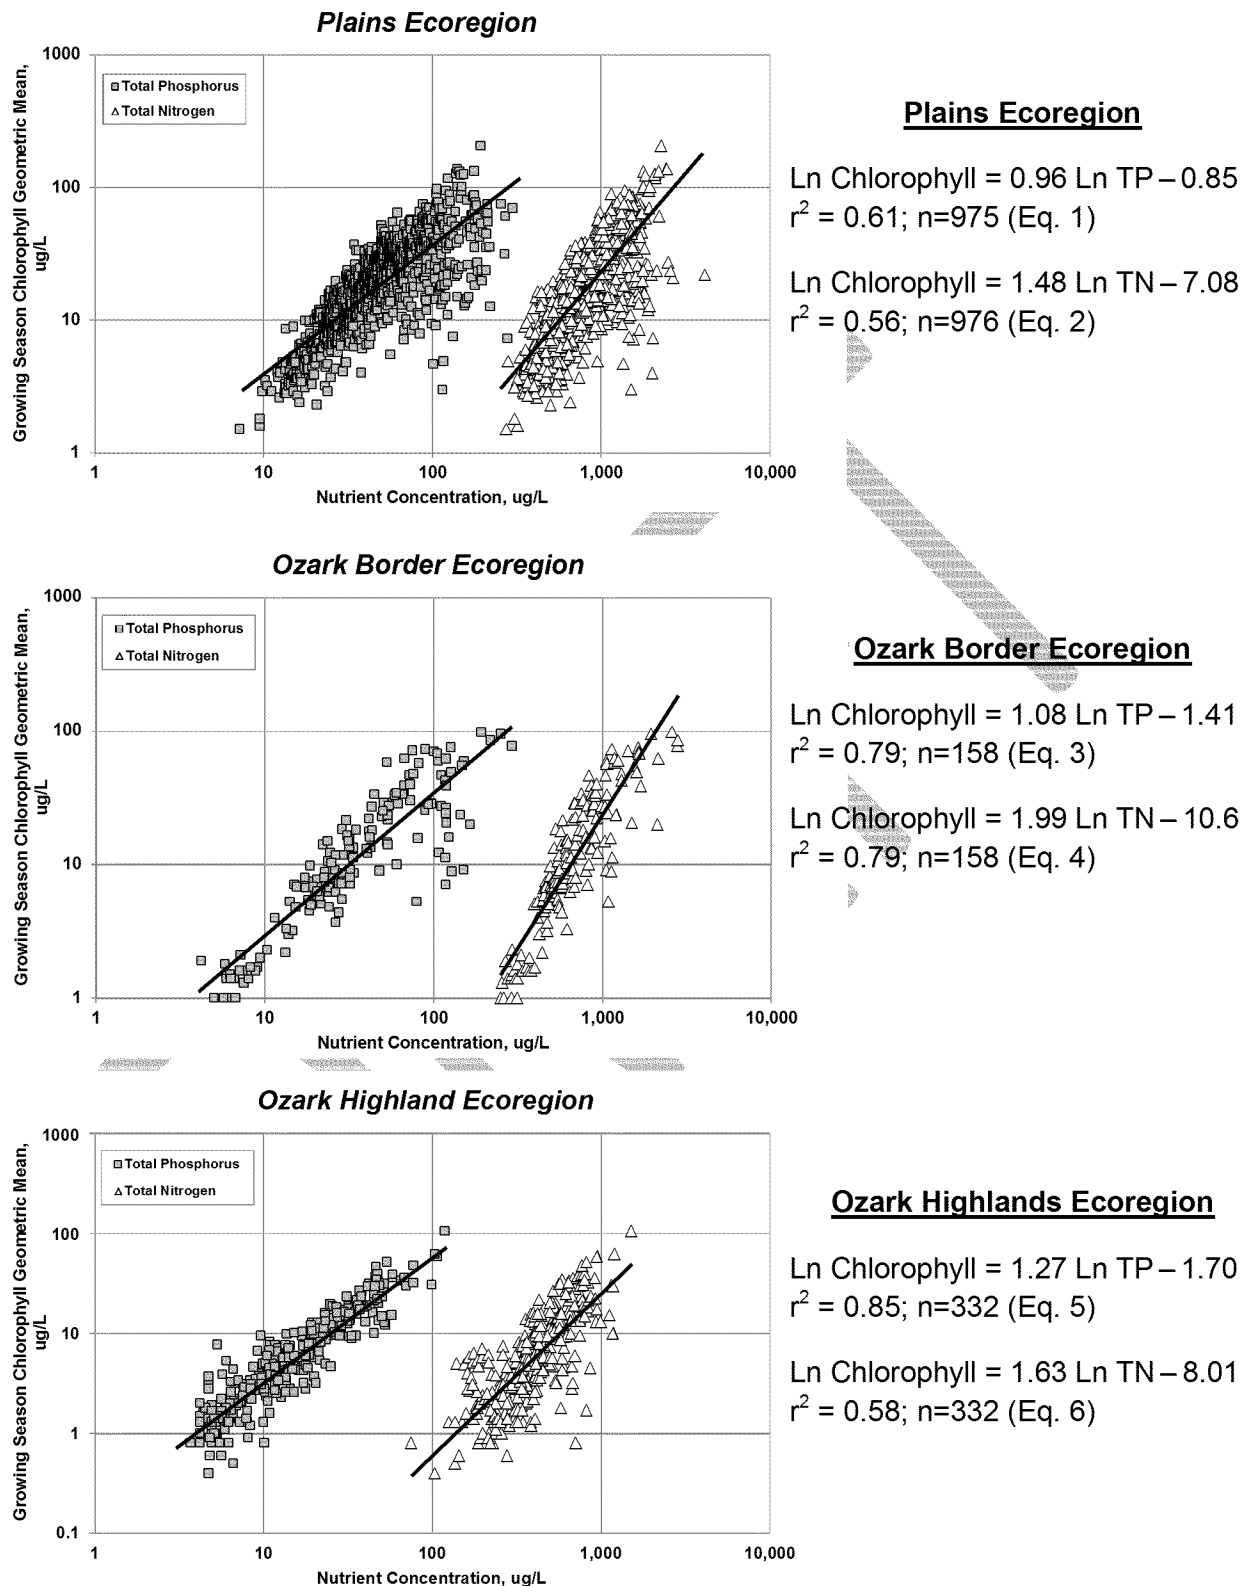 Plains Ecoregion
Growing Season Chlorophyll Geometric Mean,
ug/L
1000
100
10
1
Total Phosphorus
Total Nitrogen
1
10
100
1,000
10,000
Nutrient Concentration, ug/L
Plains Ecoregion
Ln Chlorophyll = 0.96 Ln TP – 0.85
r² = 0.61; n=975 (Eq. 1)
Ln Chlorophyll = 1.48 Ln TN – 7.08
r² = 0.56; n=976 (Eq. 2)
Ozark Border Ecoregion
Growing Season Chlorophyll Geometric Mean,
ug/L
1000
100
10
1
Total Phosphorus
Total Nitrogen
1
10
100
1,000
10,000
Nutrient Concentration, ug/L
Ozark Border Ecoregion
Ln Chlorophyll = 1.08 Ln TP – 1.41
r² = 0.79; n=158 (Eq. 3)
Ln Chlorophyll = 1.99 Ln TN – 10.6
r² = 0.79; n=158 (Eq. 4)
Ozark Highland Ecoregion
Growing Season Chlorophyll Geometric Mean,
ug/L
1000
100
10
1
0.1
Total Phosphorus
Total Nitrogen
1
10
100
1,000
10,000
Nutrient Concentration, ug/L
Ozark Highlands Ecoregion
Ln Chlorophyll = 1.27 Ln TP – 1.70
r² = 0.85; n=332 (Eq. 5)
Ln Chlorophyll = 1.63 Ln TN – 8.01
r² = 0.58; n=332 (Eq. 6)